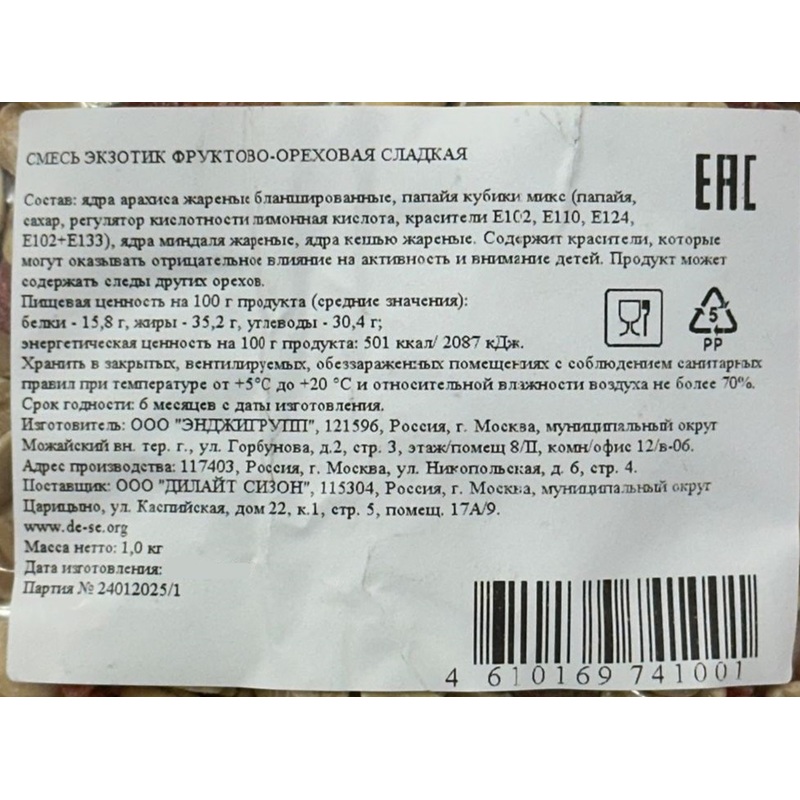 СМЕСЬ ЭКЗОТИК ФРУКТОВО-ОРЕХОВАЯ СЛАДКАЯ
EAC
Состав: ядра арахиса жареные бланшированные, папайя кубики микс (папайя,
сахар, регулятор кислотности лимонная кислота, красители Е102, Е110, Е124,
Е102+Е133), ядра миндаля жареные, ядра кешью жареные. Содержит красители, которые
могут оказывать отрицательное влияние на активность и внимание детей. Продукт может
содержать следы других орехов.
Пищевая ценность на 100 г продукта (средние значения):
белки - 15,8 г, жиры - 35,2 г, углеводы - 30,4 г;
энергетическая ценность на 100 г продукта: 501 ккал/ 2087 кДж.
5
PP
Хранить в закрытых, вентилируемых, обеззараженных помещениях с соблюдением санитарных
правил при температуре от +5°С до +20 °С и относительной влажности воздуха не более 70%.
Срок годности: 6 месяцев с даты изготовления.
Изготовитель: ООО "ЭНДЖИГРУПП", 121596, Россия, г. Москва, муниципальный округ
Можайский вн. тер. г., ул. Горбунова, д.2, стр. 3, этаж/помещ 8/II, комн/офис 12/в-06.
Адрес производства: 117403, Россия, г. Москва, ул. Никопольская, д. 6, стр. 4.
Поставщик: ООО "ДИЛАЙТ СИЗОН", 115304, Россия, г. Москва, муниципальный округ
Царицыно, ул. Каспийская, дом 22, к.1, стр. 5, помещ. 17А/9.
www.de-se.org
Масса нетто: 1,0 кг
Дата изготовления:
Партия № 24012025/1
4 610169 741001